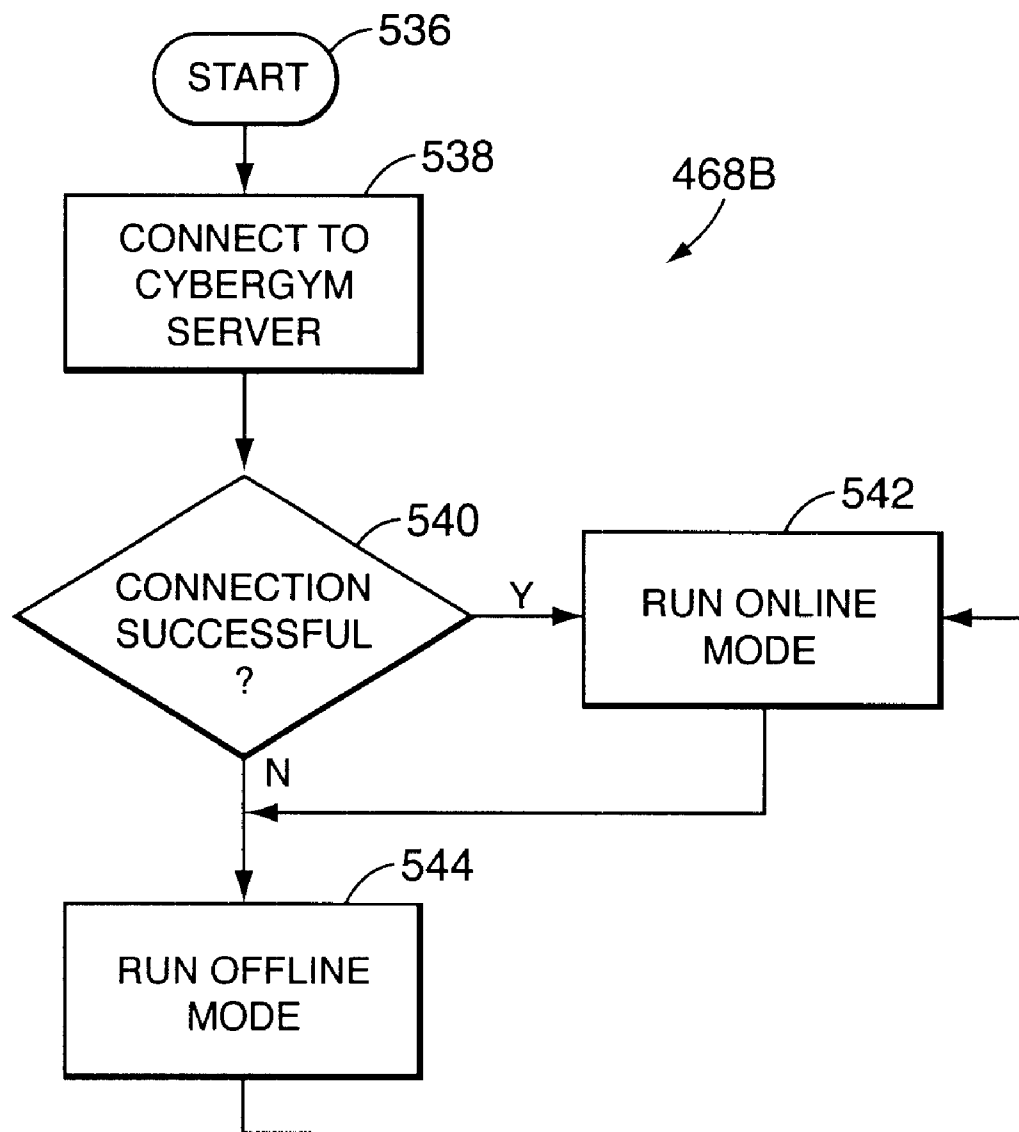 536
START
538
468B
CONNECT TO
CYBERGYM
SERVER
540
542
CONNECTION
SUCCESSFUL
?
Y
RUN ONLINE
MODE
N
544
RUN OFFLINE
MODE